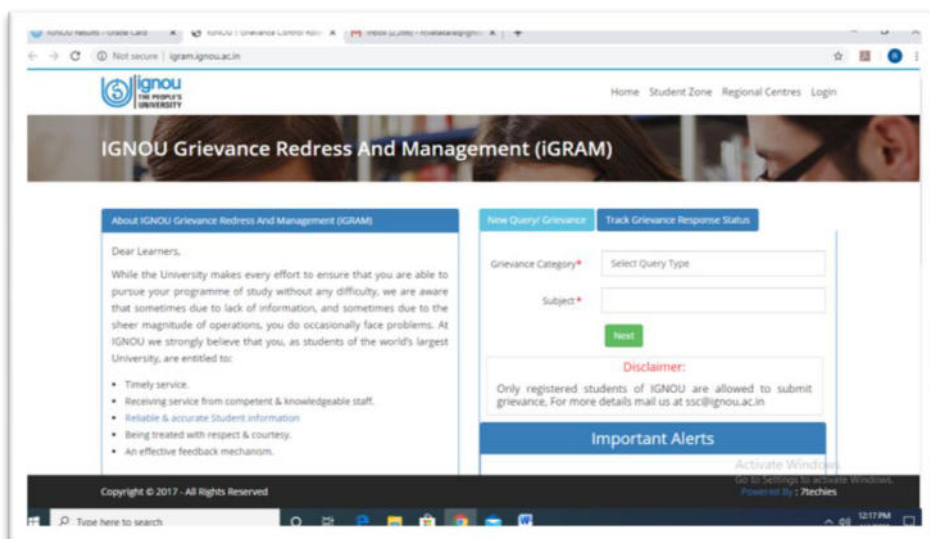 IGNOU Results - Grade Card
IGNOU | Grievance Control Roo
Not secure | igram.ignou.ac.in
ignou
THE PEOPLE'S
UNIVERSITY
Home Student Zone Regional Centres Login
IGNOU Grievance Redress And Management (iGRAM)
About IGNOU Grievance Redress And Management (iGRAM)
Dear Learners,
While the University makes every effort to ensure that you are able to
pursue your programme of study without any difficulty, we are aware
that sometimes due to lack of information, and sometimes due to the
sheer magnitude of operations, you do occasionally face problems. At
IGNOU we strongly believe that you, as students of the world's largest
University, are entitled to:
• Timely service.
• Receiving service from competent & knowledgeable staff.
• Reliable & accurate Student information
• Being treated with respect & courtesy.
• An effective feedback mechanism.
New Query/ Grievance Track Grievance Response Status
Grievance Category* Select Query Type
Subject *
Next
Disclaimer:
Only registered students of IGNOU are allowed to submit
grievance, For more details mail us at ssc@ignou.ac.in
Important Alerts
Activate Windows
Go to Settings to activate Windows.
Copyright © 2017 - All Rights Reserved
Powered By : 7techies
Type here to search
12:17 PM